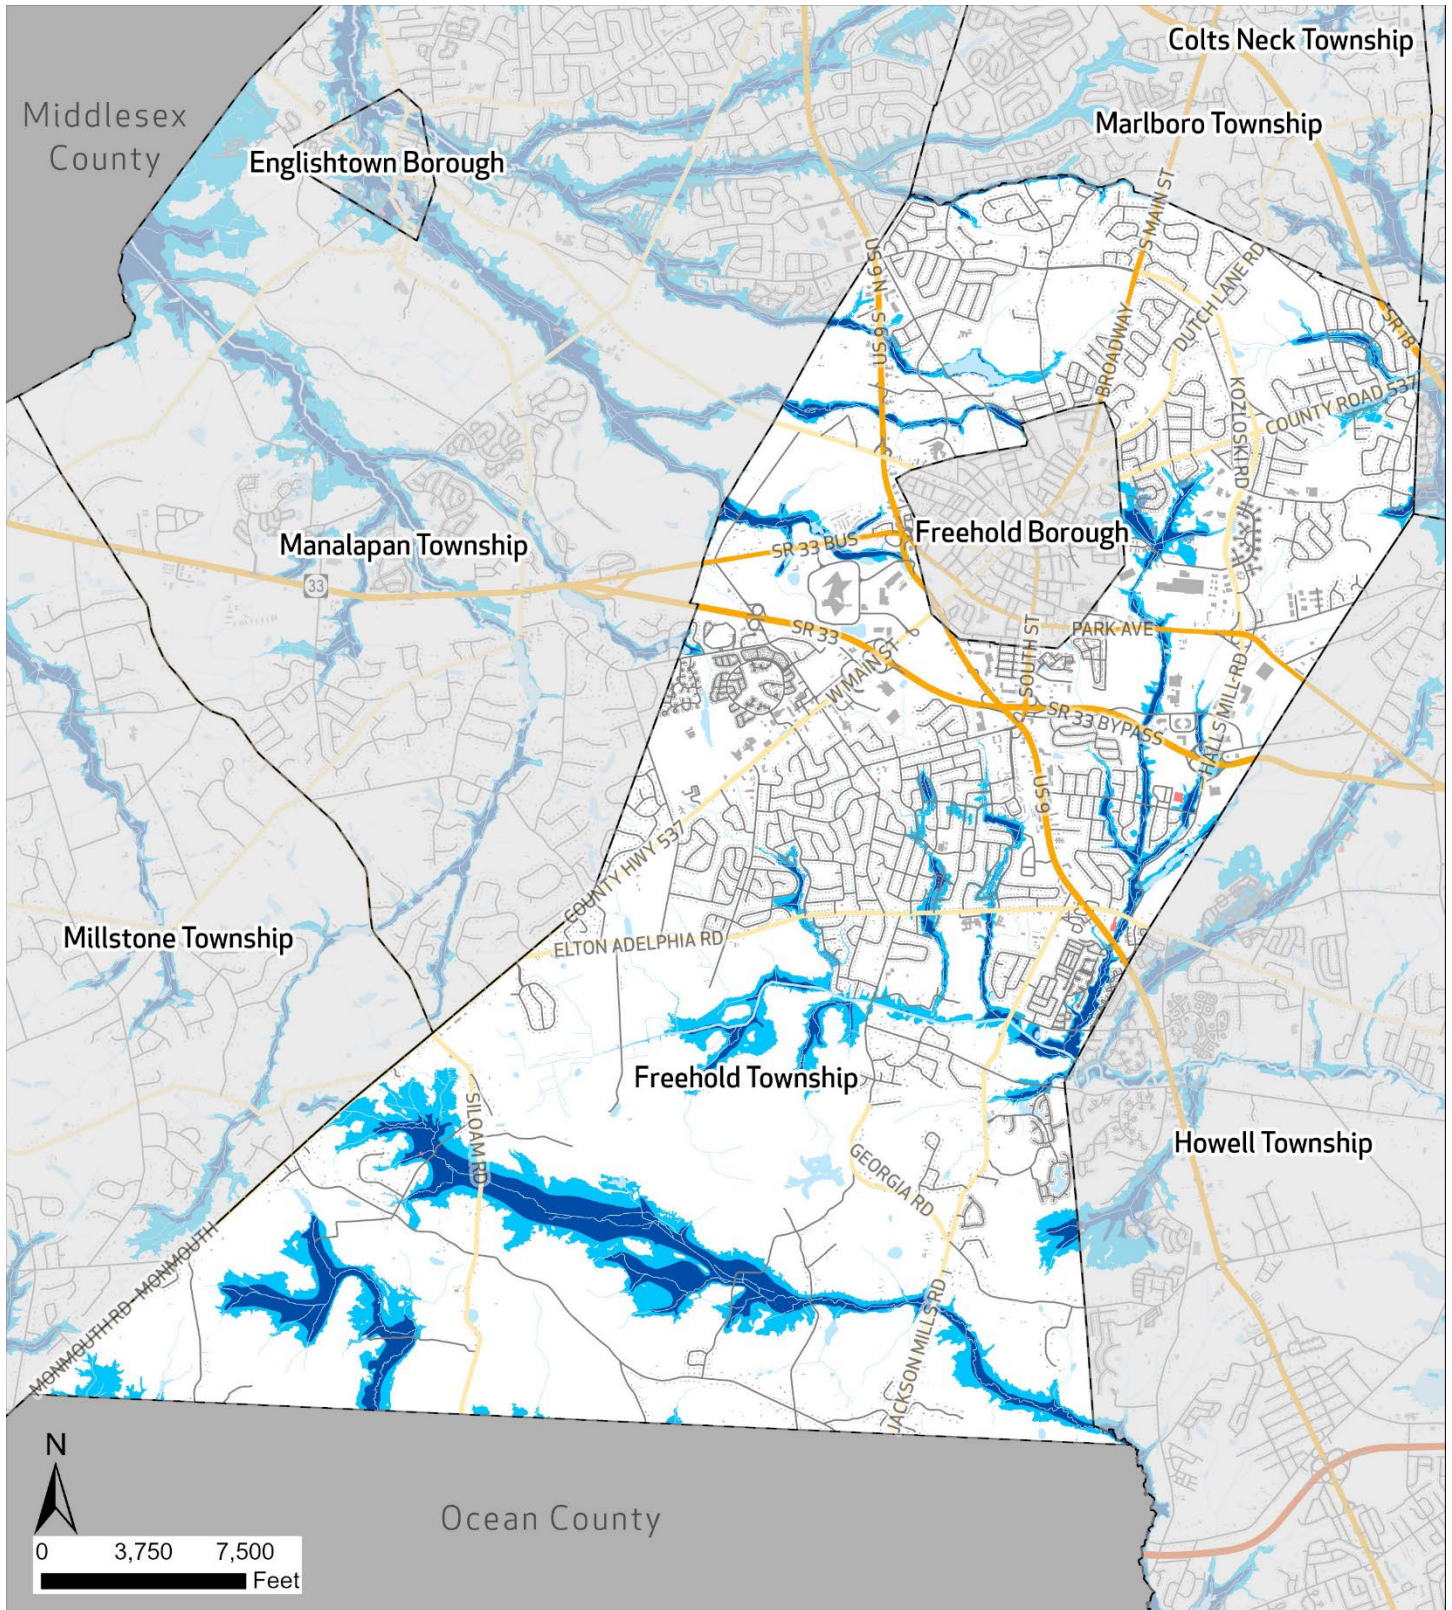 Colts Neck Township
Middlesex
County
Marlboro Township
Englishtown Borough
S MAIN ST
US 9 N
US 9 S
DUTCH LANE RD
SR 18
BROADWAY
KOZLOSKI RD
COUNTY ROAD 537
Manalapan Township
Freehold Borough
SR 33 BUS
33
SR 33
PARK AVE
SOUTH ST
W MAIN ST
HALLS MILL RD
SR 33 BYPASS
US 9
COUNTY HWY 537
Millstone Township
ELTON ADELPHIA RD
Freehold Township
SILOAM RD
Howell Township
GEORGIA RD
MONMOUTH RD
MONMOUTH
JACKSON MILLS RD
N
Ocean County
0 3,750 7,500
Feet